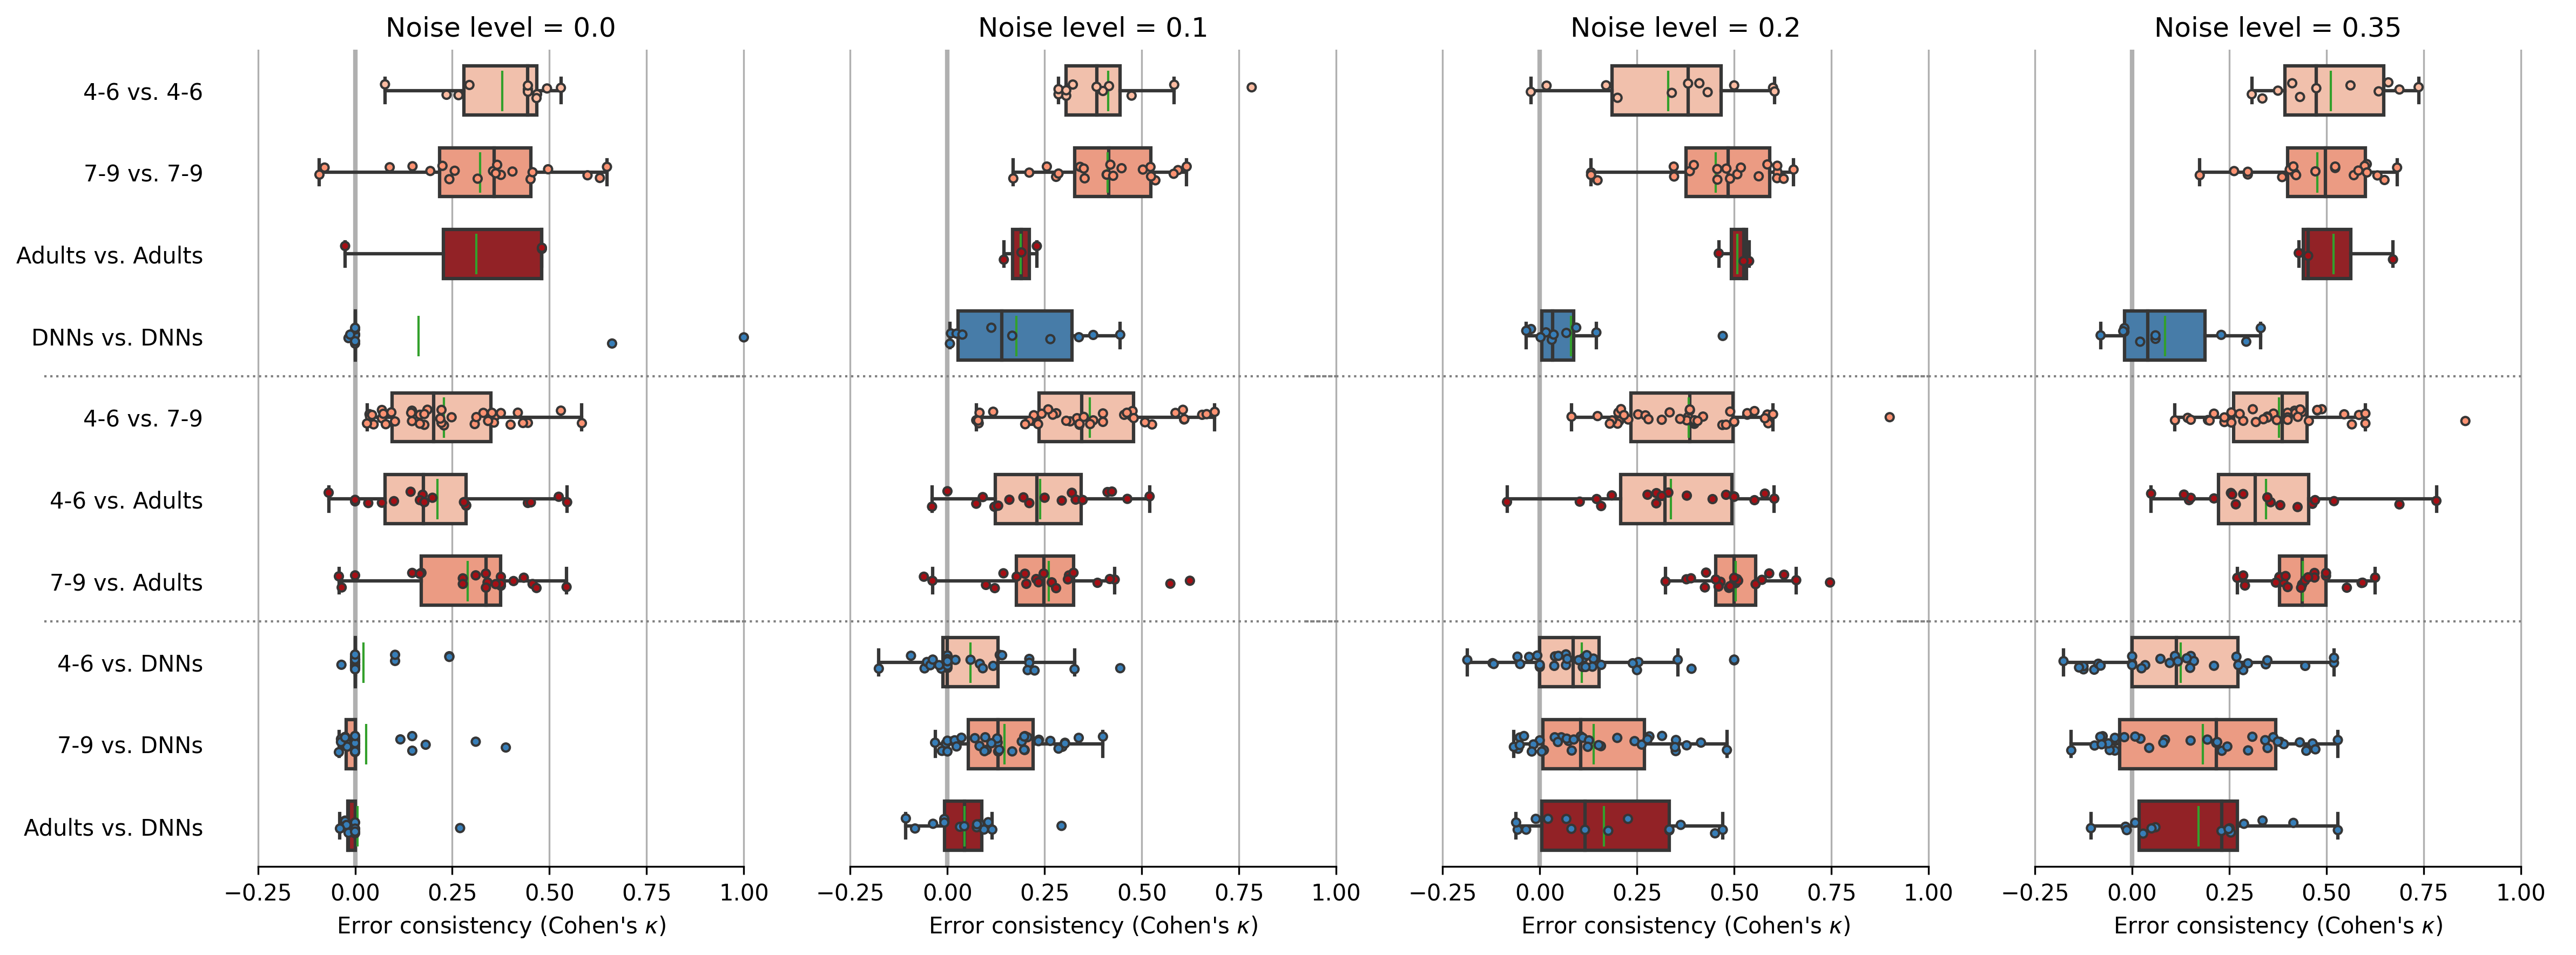 Noise level = 0.0
Noise level = 0.1
Noise level = 0.2
Noise level = 0.35
4-6 vs. 4-6
7-9 vs. 7-9
Adults vs. Adults
DNNs vs. DNNs
4-6 vs. 7-9
4-6 vs. Adults
7-9 vs. Adults
4-6 vs. DNNs
7-9 vs. DNNs
Adults vs. DNNs
−0.25 0.00 0.25 0.50 0.75 1.00
−0.25 0.00 0.25 0.50 0.75 1.00
−0.25 0.00 0.25 0.50 0.75 1.00
−0.25 0.00 0.25 0.50 0.75 1.00
Error consistency (Cohen's κ)
Error consistency (Cohen's κ)
Error consistency (Cohen's κ)
Error consistency (Cohen's κ)